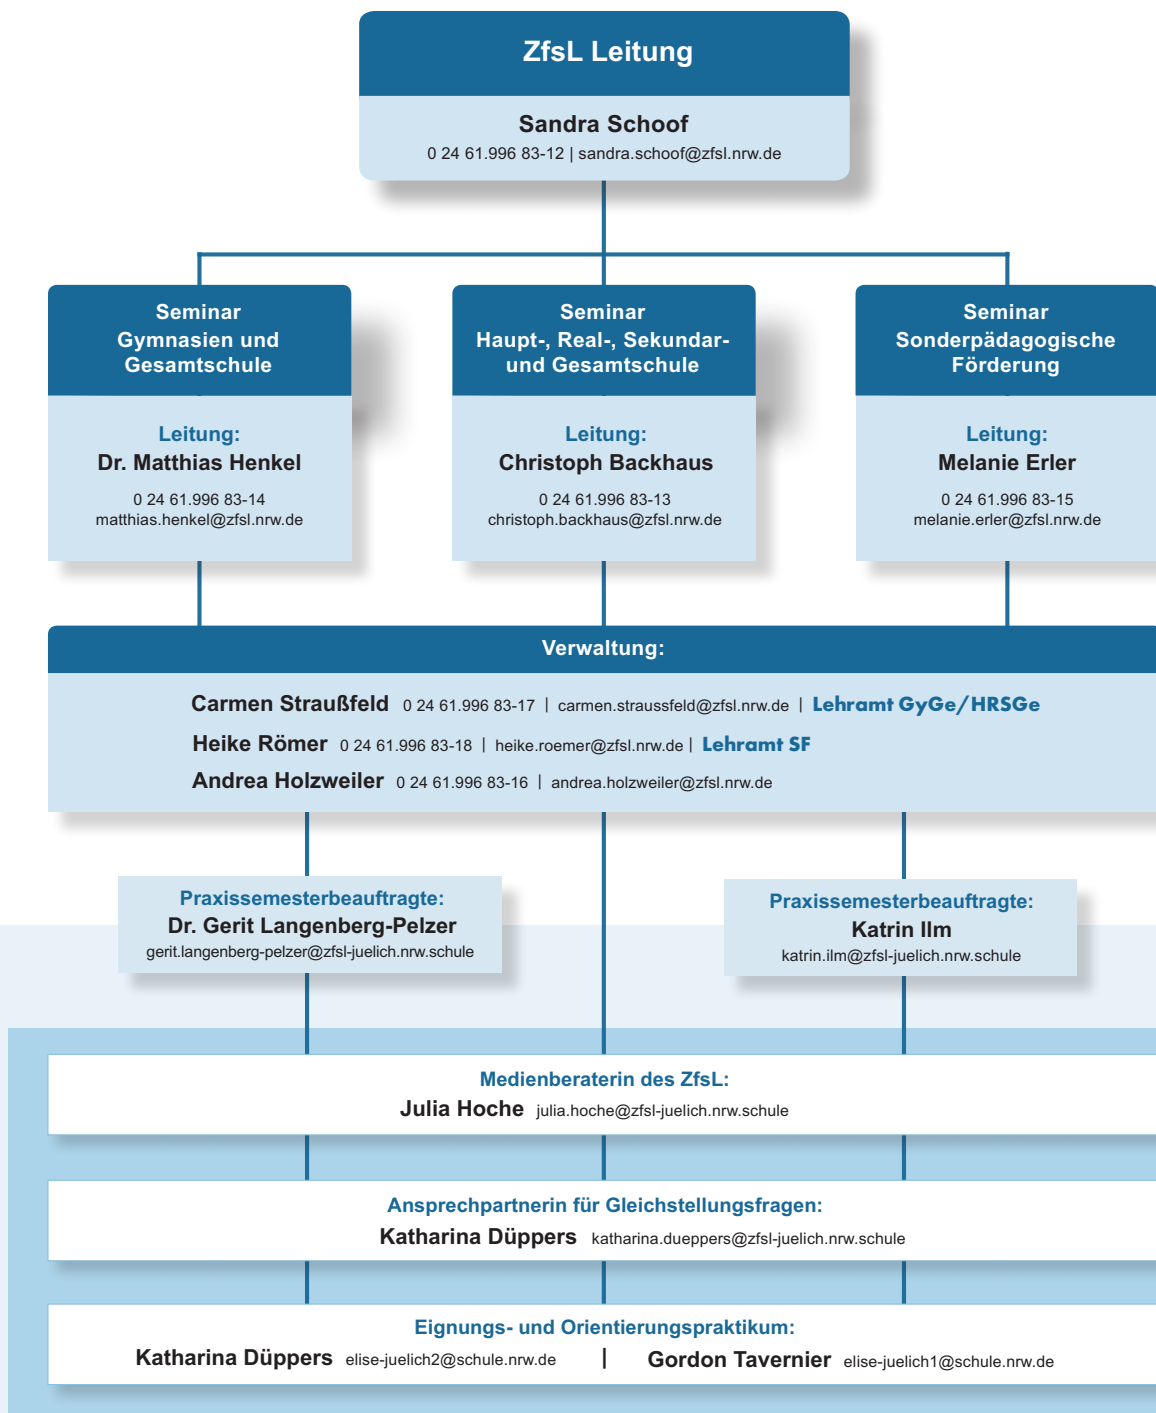 ZfsL Leitung
Sandra Schoof
0 24 61.996 83-12 | sandra.schoof@zfsl.nrw.de
Seminar
Gymnasien und
Gesamtschule
Leitung:
Dr. Matthias Henkel
0 24 61.996 83-14
matthias.henkel@zfsl.nrw.de
Seminar
Haupt-, Real-, Sekundar-
und Gesamtschule
Leitung:
Christoph Backhaus
0 24 61.996 83-13
christoph.backhaus@zfsl.nrw.de
Seminar
Sonderpädagogische
Förderung
Leitung:
Melanie Erler
0 24 61.996 83-15
melanie.erler@zfsl.nrw.de
Verwaltung:
Carmen Straußfeld 0 24 61.996 83-17 | carmen.straussfeld@zfsl.nrw.de | Lehramt GyGe/HRSGe
Heike Römer 0 24 61.996 83-18 | heike.roemer@zfsl.nrw.de | Lehramt SF
Andrea Holzweiler 0 24 61.996 83-16 | andrea.holzweiler@zfsl.nrw.de
Praxissemesterbeauftragte:
Dr. Gerit Langenberg-Pelzer
gerit.langenberg-pelzer@zfsl-juelich.nrw.schule
Praxissemesterbeauftragte:
Katrin Ilm
katrin.ilm@zfsl-juelich.nrw.schule
Medienberaterin des ZfsL:
Julia Hoche julia.hoche@zfsl-juelich.nrw.schule
Ansprechpartnerin für Gleichstellungsfragen:
Katharina Düppers katharina.dueppers@zfsl-juelich.nrw.schule
Eignungs- und Orientierungspraktikum:
Katharina Düppers elise-juelich2@schule.nrw.de | Gordon Tavernier elise-juelich1@schule.nrw.de